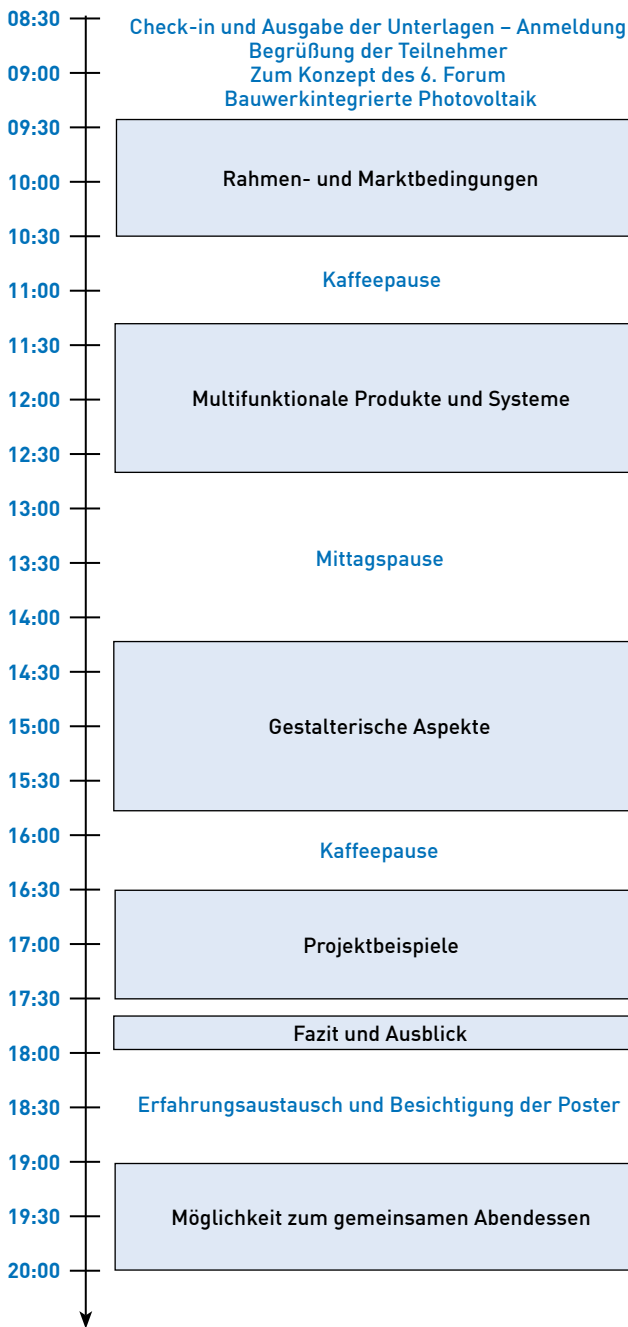 08:30
Check-in und Ausgabe der Unterlagen – Anmeldung
Begrüßung der Teilnehmer
09:00
Zum Konzept des 6. Forum
Bauwerkintegrierte Photovoltaik
09:30
10:00
Rahmen- und Marktbedingungen
10:30
Kaffeepause
11:00
11:30
12:00
Multifunktionale Produkte und Systeme
12:30
13:00
13:30
Mittagspause
14:00
14:30
15:00
Gestalterische Aspekte
15:30
16:00
Kaffeepause
16:30
17:00
Projektbeispiele
17:30
Fazit und Ausblick
18:00
18:30
Erfahrungsaustausch und Besichtigung der Poster
19:00
19:30
Möglichkeit zum gemeinsamen Abendessen
20:00